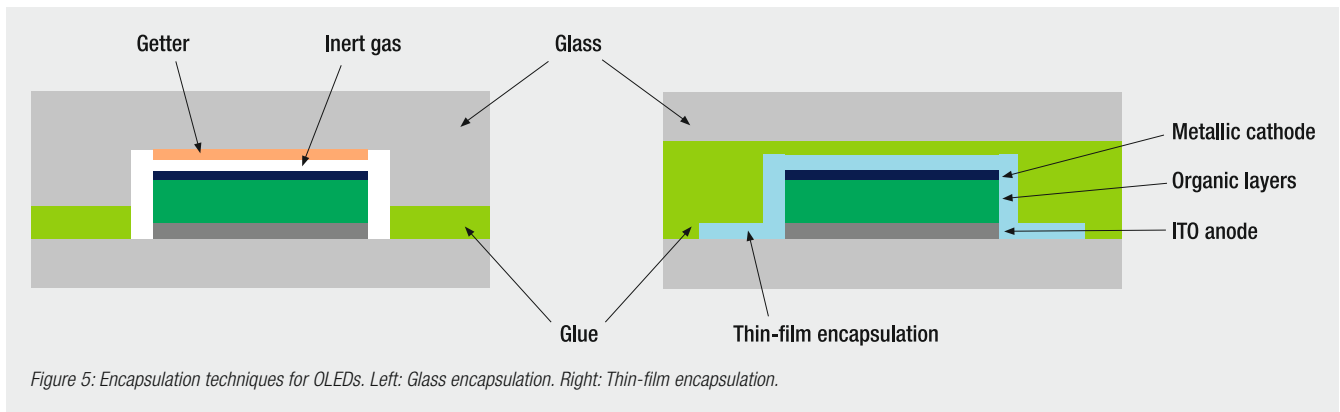 Getter
Inert gas
Glass
Metallic cathode
Organic layers
ITO anode
Glue
Thin-film encapsulation
Figure 5: Encapsulation techniques for OLEDs. Left: Glass encapsulation. Right: Thin-film encapsulation.